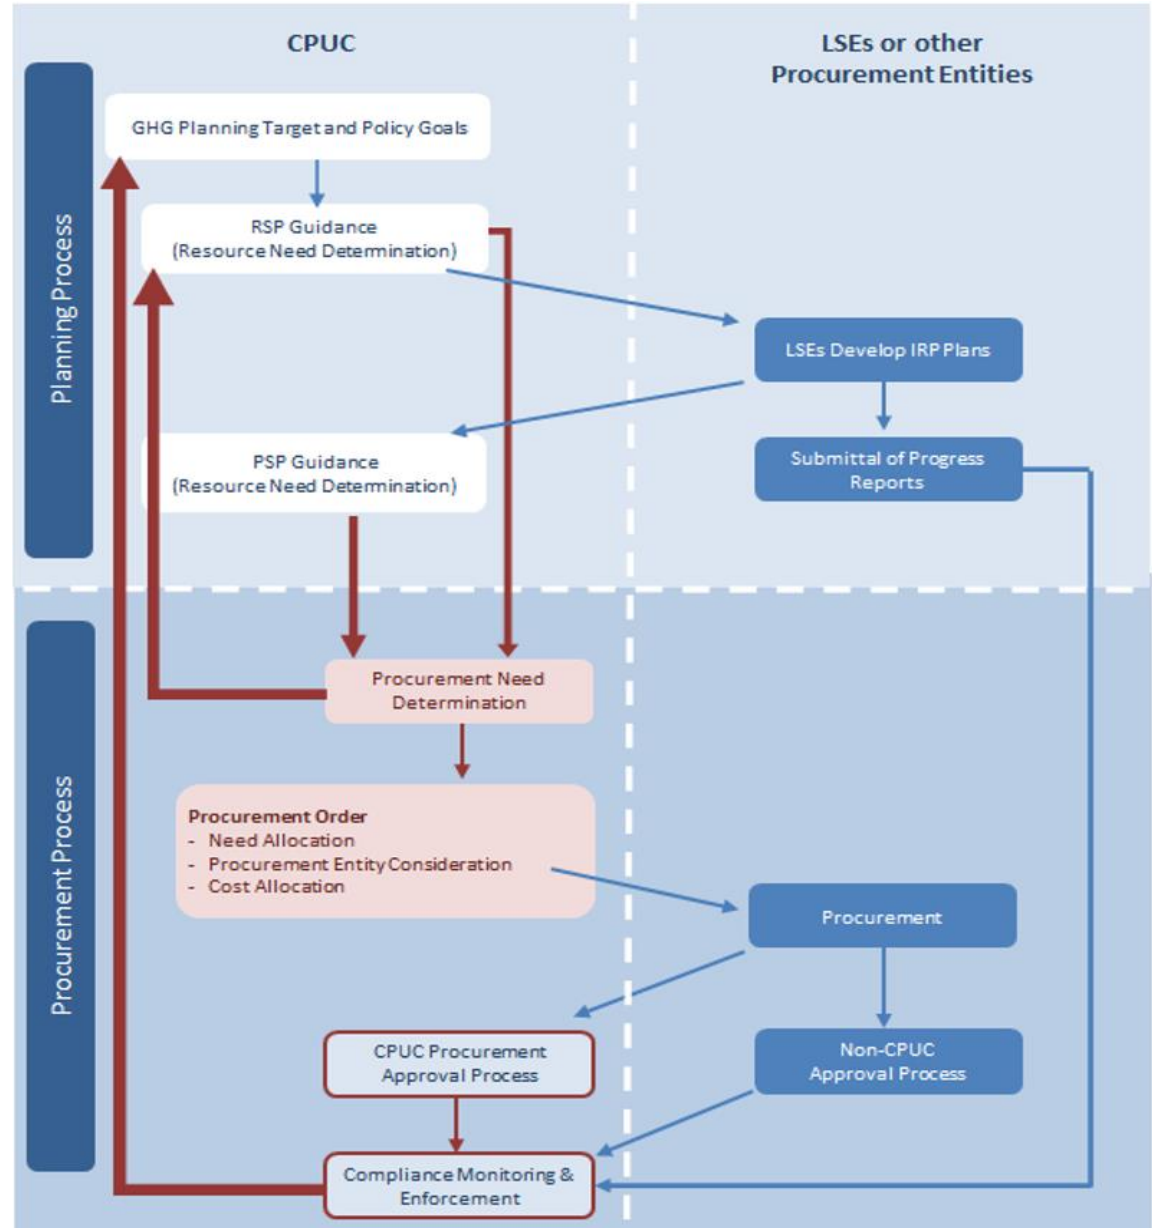 CPUC
LSEs or other
Procurement Entities
Planning Process
GHG Planning Target and Policy Goals
RSP Guidance
(Resource Need Determination)
LSEs Develop IRP Plans
PSP Guidance
(Resource Need Determination)
Submittal of Progress
Reports
Procurement Process
Procurement Need
Determination
Procurement Order
- Need Allocation
- Procurement Entity Consideration
- Cost Allocation
Procurement
CPUC Procurement
Approval Process
Non-CPUC
Approval Process
Compliance Monitoring &
Enforcement